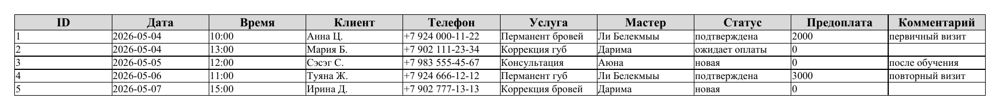 ID Дата Время Клиент Телефон Услуга Мастер Статус Предоплата Комментарий
1 2026-05-04 10:00 Анна Ц. +7 924 000-11-22 Перманент бровей Ли Белекмыы подтверждена 2000 первичный визит
2 2026-05-04 13:00 Мария Б. +7 902 111-23-34 Коррекция губ Дарима ожидает оплаты 0
3 2026-05-05 12:00 Сэсэг С. +7 983 555-45-67 Консультация Аюна новая 0 после обучения
4 2026-05-06 11:00 Туяна Ж. +7 924 666-12-12 Перманент губ Ли Белекмыы подтверждена 3000 повторный визит
5 2026-05-07 15:00 Ирина Д. +7 902 777-13-13 Коррекция бровей Дарима новая 0